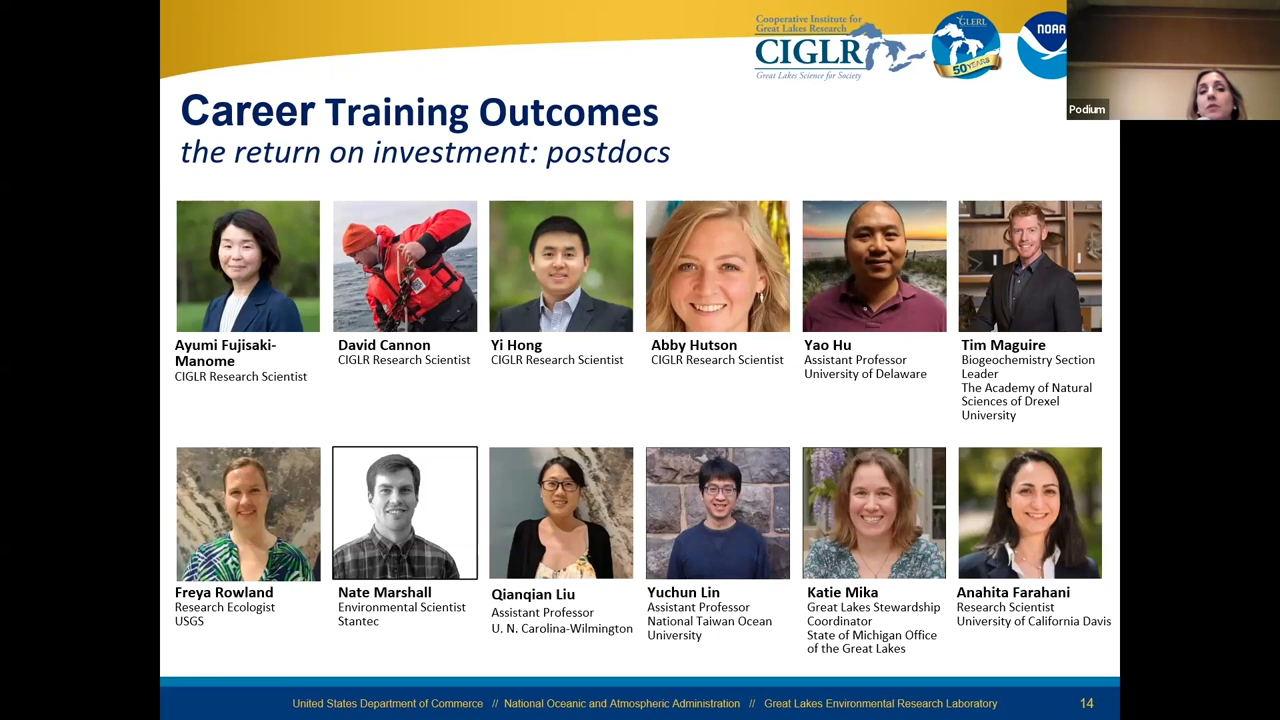 Cooperative Institute for
Great Lakes Research
CIGLR
Great Lakes Science for Society
GLERL
50 YEARS
NOAA
Podium
Career Training Outcomes
the return on investment: postdocs
Ayumi Fujisaki-
Manome
CIGLR Research Scientist
David Cannon
CIGLR Research Scientist
Yi Hong
CIGLR Research Scientist
Abby Hutson
CIGLR Research Scientist
Yao Hu
Assistant Professor
University of Delaware
Tim Maguire
Biogeochemistry Section
Leader
The Academy of Natural
Sciences of Drexel
University
Freya Rowland
Research Ecologist
USGS
Nate Marshall
Environmental Scientist
Stantec
Qianqian Liu
Assistant Professor
U. N. Carolina-Wilmington
Yuchun Lin
Assistant Professor
National Taiwan Ocean
University
Katie Mika
Great Lakes Stewardship
Coordinator
State of Michigan Office
of the Great Lakes
Anahita Farahani
Research Scientist
University of California Davis
United States Department of Commerce // National Oceanic and Atmospheric Administration // Great Lakes Environmental Research Laboratory
14